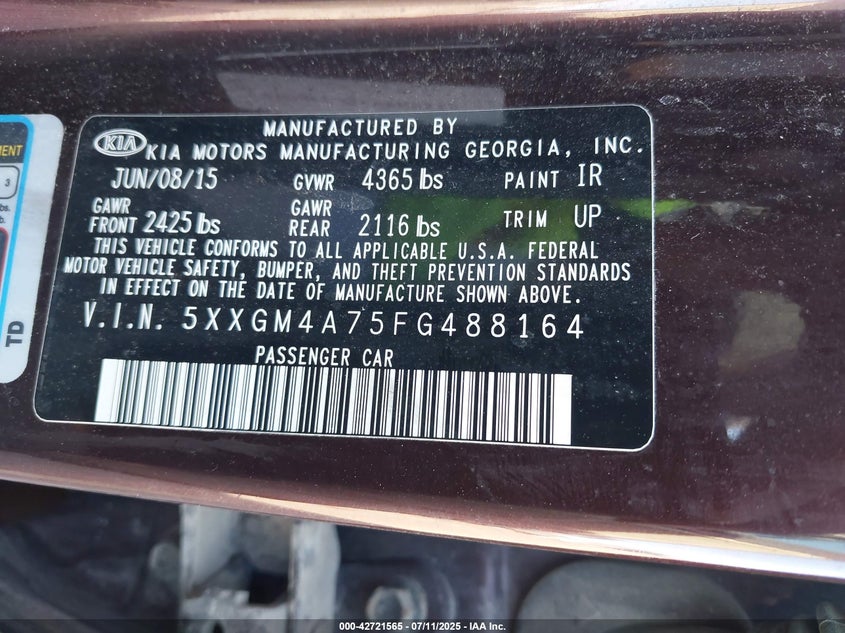 MANUFACTURED BY
KIA KIA MOTORS MANUFACTURING GEORGIA, INC.
JUN/08/15 GVWR 4365 lbs PAINT IR
GAWR FRONT 2425 lbs GAWR REAR 2116 lbs TRIM UP
THIS VEHICLE CONFORMS TO ALL APPLICABLE U.S.A. FEDERAL
MOTOR VEHICLE SAFETY, BUMPER, AND THEFT PREVENTION STANDARDS
IN EFFECT ON THE DATE OF MANUFACTURE SHOWN ABOVE.
V.I.N. 5XXGM4A75FG488164
PASSENGER CAR
3
TD
000-42721565 - 07/11/2025 - IAA Inc.